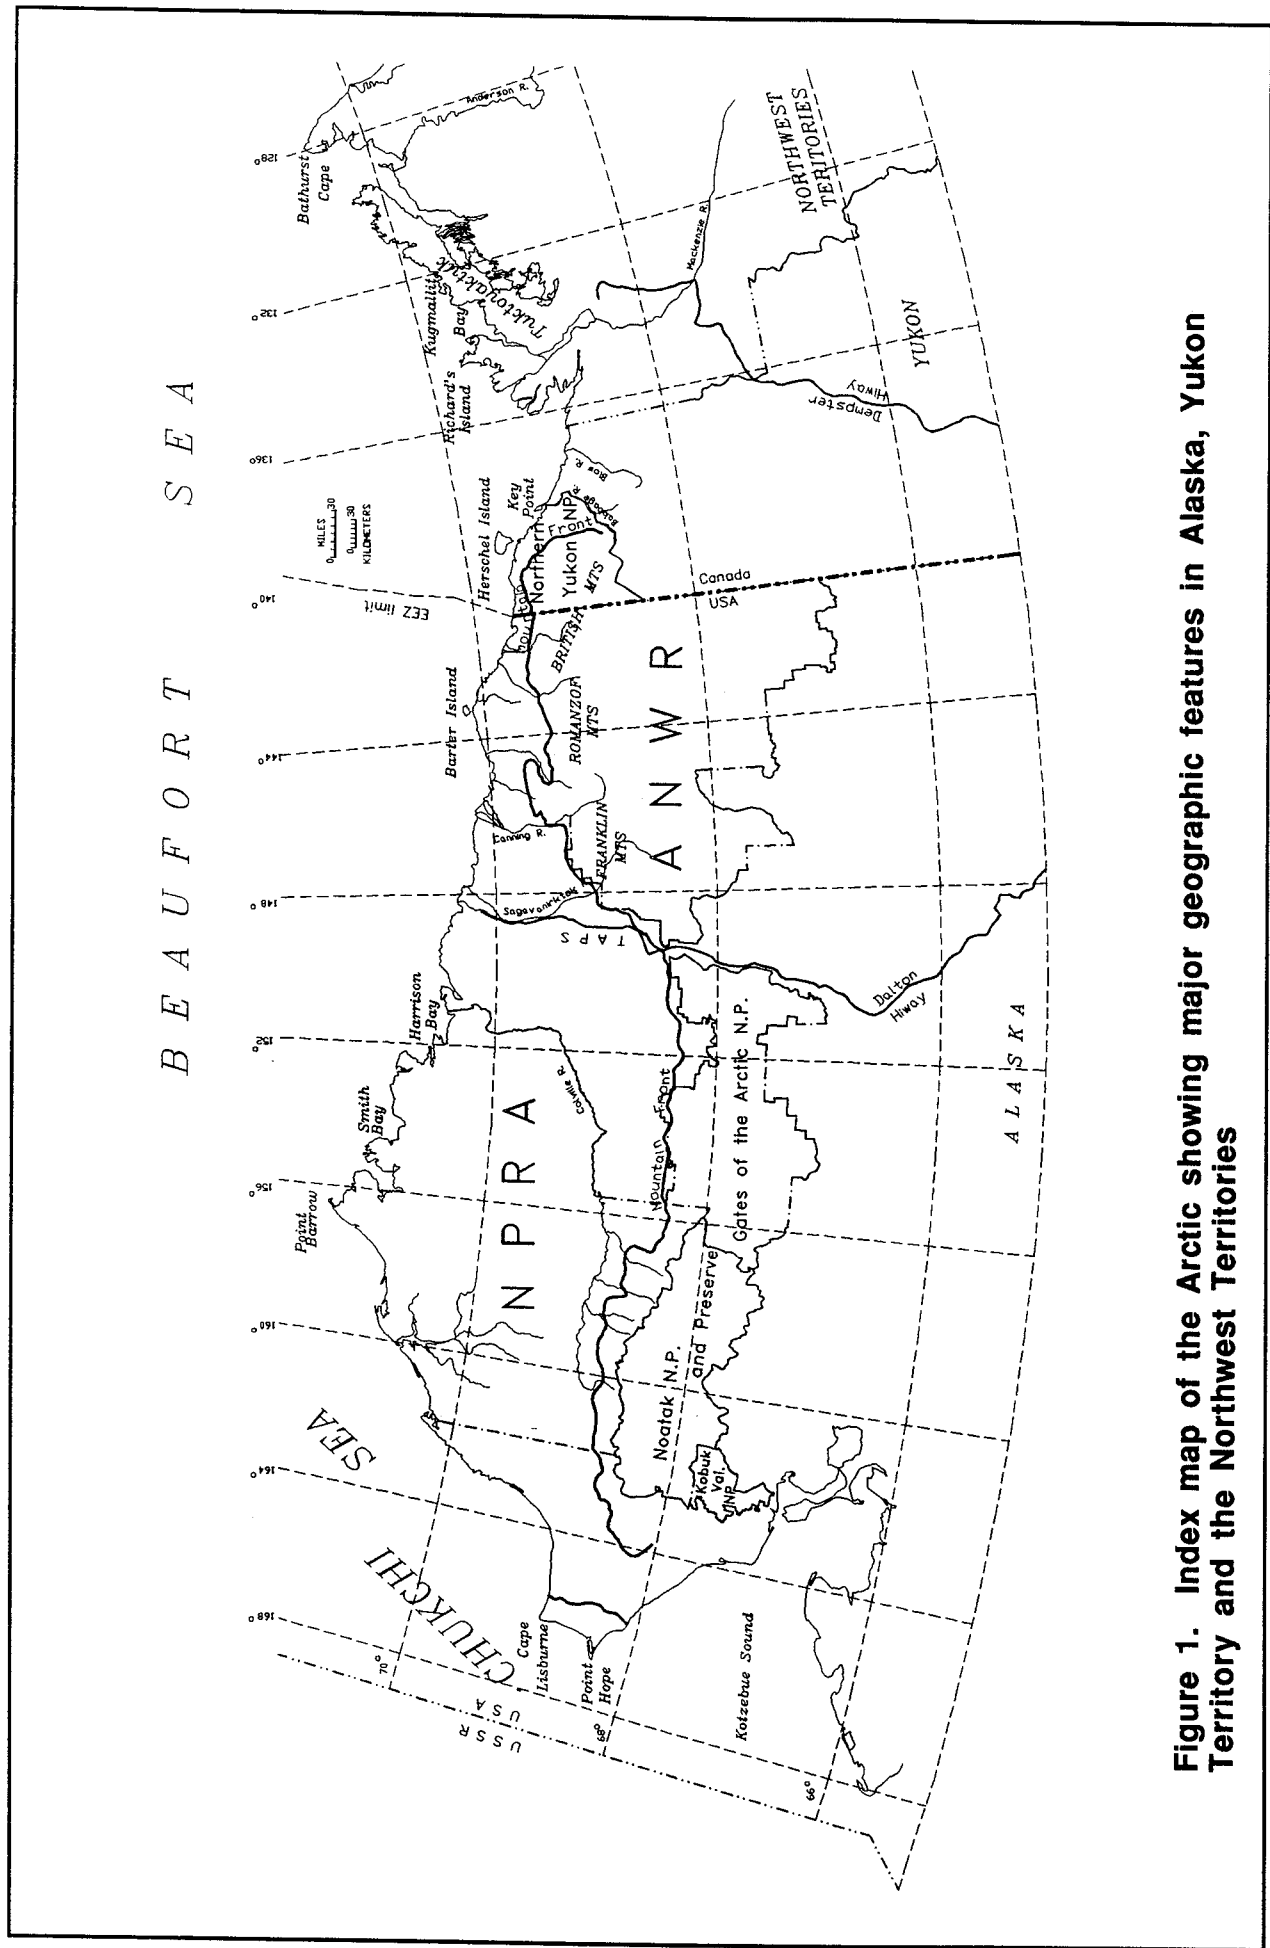 BEAUFORT SEA
CHUKCHI SEA
168°
164°
160°
156°
152°
148°
144°
140°
136°
132°
128°
70°
68°
66°
USSR
USA
Cape
Lisburne
Point
Hope
Kotzebue Sound
Point
Barrow
Smith
Bay
Harrison
Bay
Barter Island
EEZ limit
Herschel Island
Key
Point
MILES
0 30
0 30
KILOMETERS
Richard's
Island
Kugmallit
Bay
Tuktoyaktuk
Bathurst
Cape
Anderson R.
Mackenzie R.
NORTHWEST
TERITORIES
YUKON
Dempster
Hiway
Blow R.
Babbage R.
Northern
Yukon NP
Mountain Front
BRITISH MTS
Canada
USA
ROMANZOF
MTS
FRANKLIN
MTS
ANWR
Canning R.
Sagavanirktok
TAPS
Dalton
Hiway
ALASKA
NPRA
Colville R.
Mountain Front
Gates of the Arctic N.P.
and Preserve
Noatak N.P.
Kobuk
Val.
NP
Figure 1. Index map of the Arctic showing major geographic features in Alaska, Yukon
Territory and the Northwest Territories